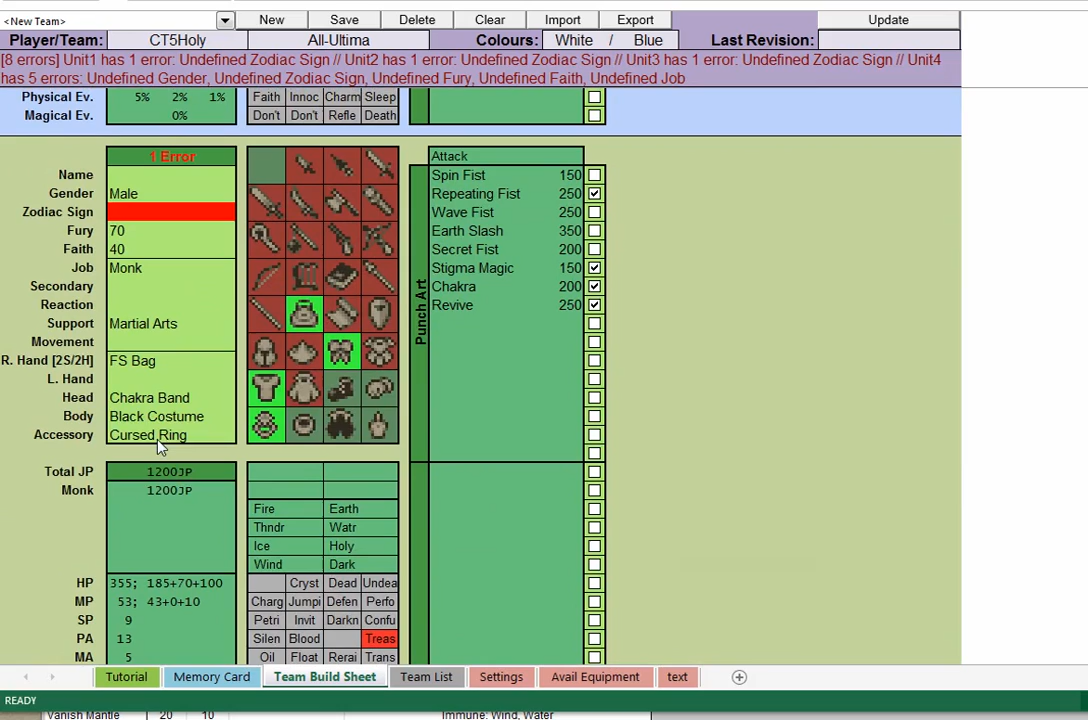 <New Team> New Save Delete Clear Import Export Update
Player/Team: CT5Holy All-Ultima Colours: White / Blue Last Revision:
[8 errors] Unit1 has 1 error: Undefined Zodiac Sign // Unit2 has 1 error: Undefined Zodiac Sign // Unit3 has 1 error: Undefined Zodiac Sign // Unit4
has 5 errors: Undefined Gender, Undefined Zodiac Sign, Undefined Fury, Undefined Faith, Undefined Job
Physical Ev. 5% 2% 1% Faith Innoc Charm Sleep
Magical Ev. 0% Don't Don't Refle Death
1 Error Attack
Name Spin Fist 150
Gender Male Repeating Fist 250
Zodiac Sign Wave Fist 250
Fury 70 Earth Slash 350
Faith 40 Secret Fist 200
Job Monk Stigma Magic 150
Secondary Chakra 200
Reaction Revive 250
Punch Art
Support Martial Arts
Movement
R. Hand [2S/2H] FS Bag
L. Hand
Head Chakra Band
Body Black Costume
Accessory Cursed Ring
Total JP 1200JP
Monk 1200JP
Fire Earth
Thndr Watr
Ice Holy
Wind Dark
HP 355; 185+70+100 Cryst Dead Undea
MP 53; 43+0+10 Charg Jumpi Defen Perfo
SP 9 Petri Invit Darkn Confu
PA 13 Silen Blood Treas
MA 5 Oil Float Rerai Trans
Tutorial Memory Card Team Build Sheet Team List Settings Avail Equipment text
READY
Vanish Mantle 20 10 Immune: Wind, Water